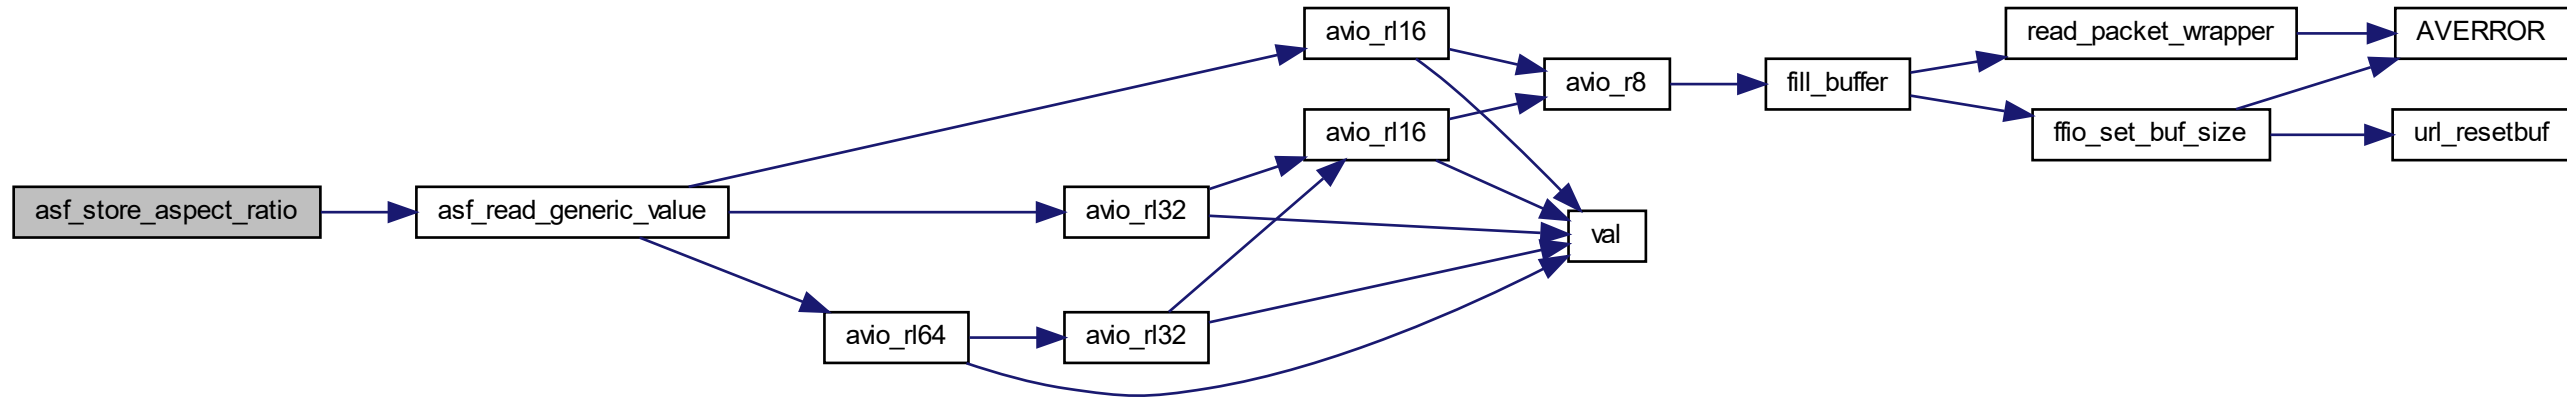 asf_store_aspect_ratio
asf_read_generic_value
avio_rl16
avio_rl16
avio_rl32
avio_rl64
avio_rl32
avio_r8
val
fill_buffer
read_packet_wrapper
ffio_set_buf_size
AVERROR
url_resetbuf